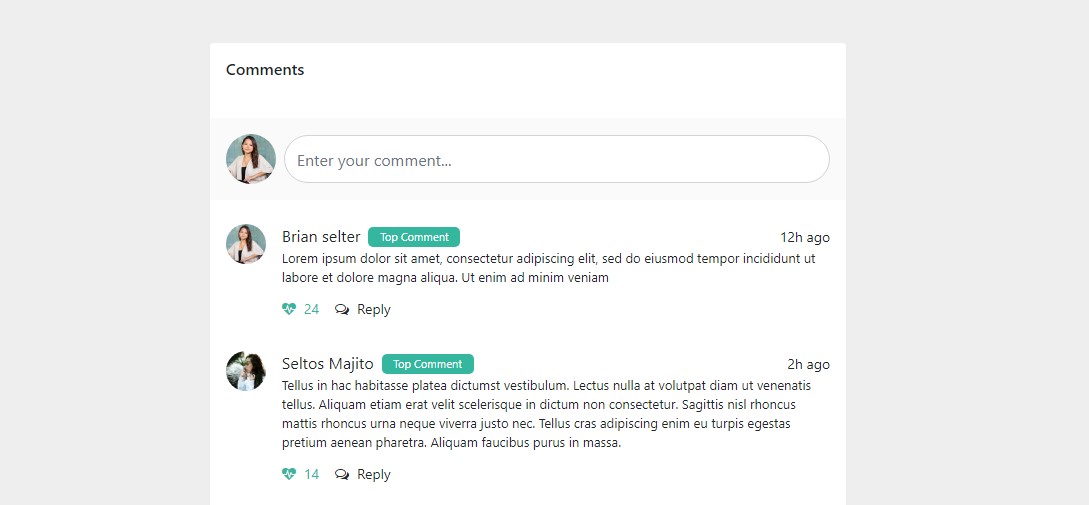 Comments
Enter your comment...
Brian selter Top Comment 12h ago
Lorem ipsum dolor sit amet, consectetur adipiscing elit, sed do eiusmod tempor incididunt ut
labore et dolore magna aliqua. Ut enim ad minim veniam
24 Reply
Seltos Majito Top Comment 2h ago
Tellus in hac habitasse platea dictumst vestibulum. Lectus nulla at volutpat diam ut venenatis
tellus. Aliquam etiam erat velit scelerisque in dictum non consectetur. Sagittis nisl rhoncus
mattis rhoncus urna neque viverra justo nec. Tellus cras adipiscing enim eu turpis egestas
pretium aenean pharetra. Aliquam faucibus purus in massa.
14 Reply